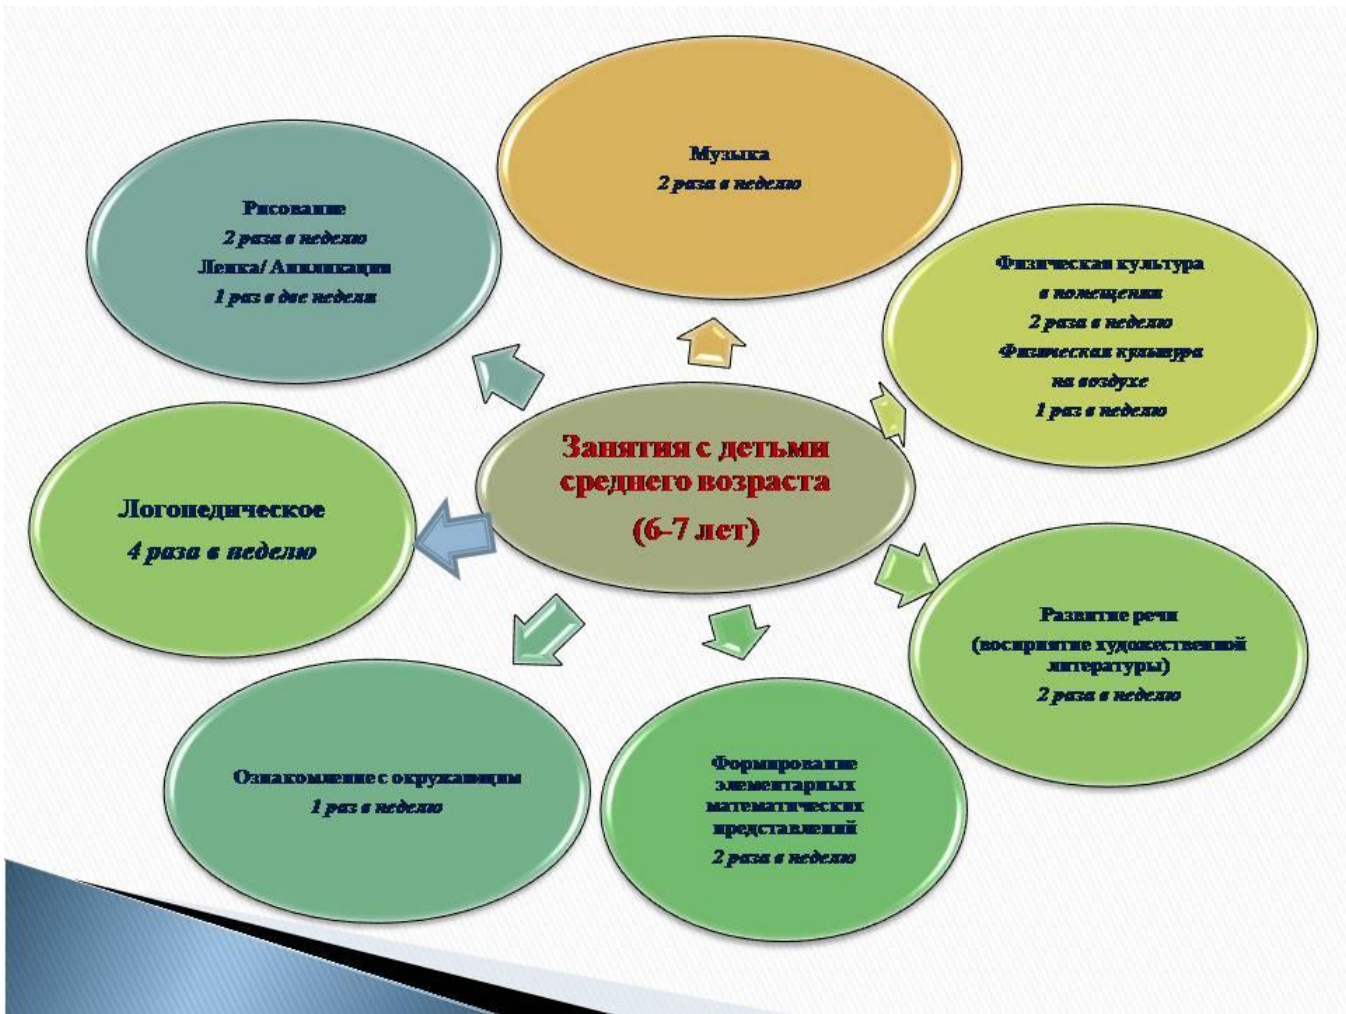 Музыка
2 раза в неделю
Рисование
2 раза в неделю
Лепка/ Аппликация
1 раз в две недели
Физическая культура
в помещении
2 раза в неделю
Физическая культура
на воздухе
1 раз в неделю
Занятия с детьми
среднего возраста
(6-7 лет)
Логопедическое
4 раза в неделю
Развитие речи
(восприятие художественной
литературы)
2 раза в неделю
Ознакомление с окружающим
1 раз в неделю
Формирование
элементарных
математических
представлений
2 раза в неделю